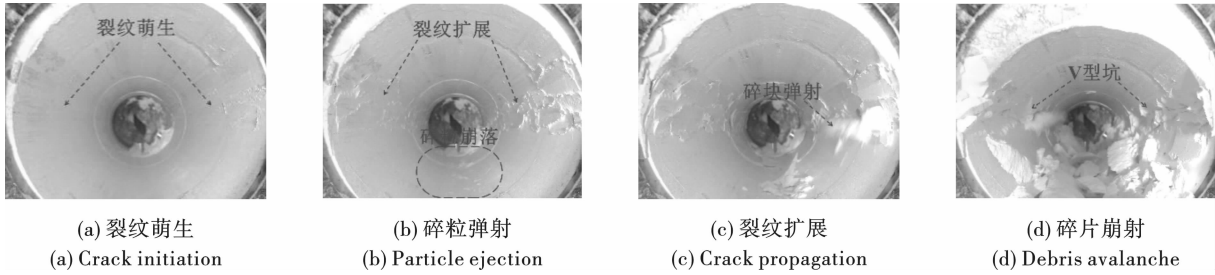 裂纹萌生
裂纹扩展
碎块弹射
V型坑
崩落
(a) 裂纹萌生
(b) 碎粒弹射
(c) 裂纹扩展
(d) 碎片崩射
(a) Crack initiation
(b) Particle ejection
(c) Crack propagation
(d) Debris avalanche